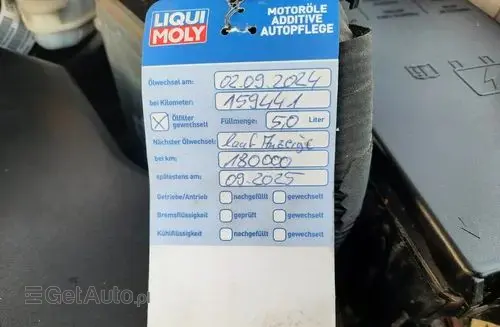 LIQUI MOLY
MOTORÖLE
ADDITIVE
AUTOPFLEGE
Ölwechsel am: 02.09.2024
bei Kilometer: 159441
Ölfilter gewechselt Füllmenge: 5,0 Liter
Nächster Ölwechsel: lauf Anzeige
bei km: 180000
spätestens am: 09.2025
Getriebe/Antrieb nachgefüllt gewechselt
Bremsflüssigkeit geprüft gewechselt
Kühlflüssigkeit nachgefüllt gewechselt
GetAuto.pl